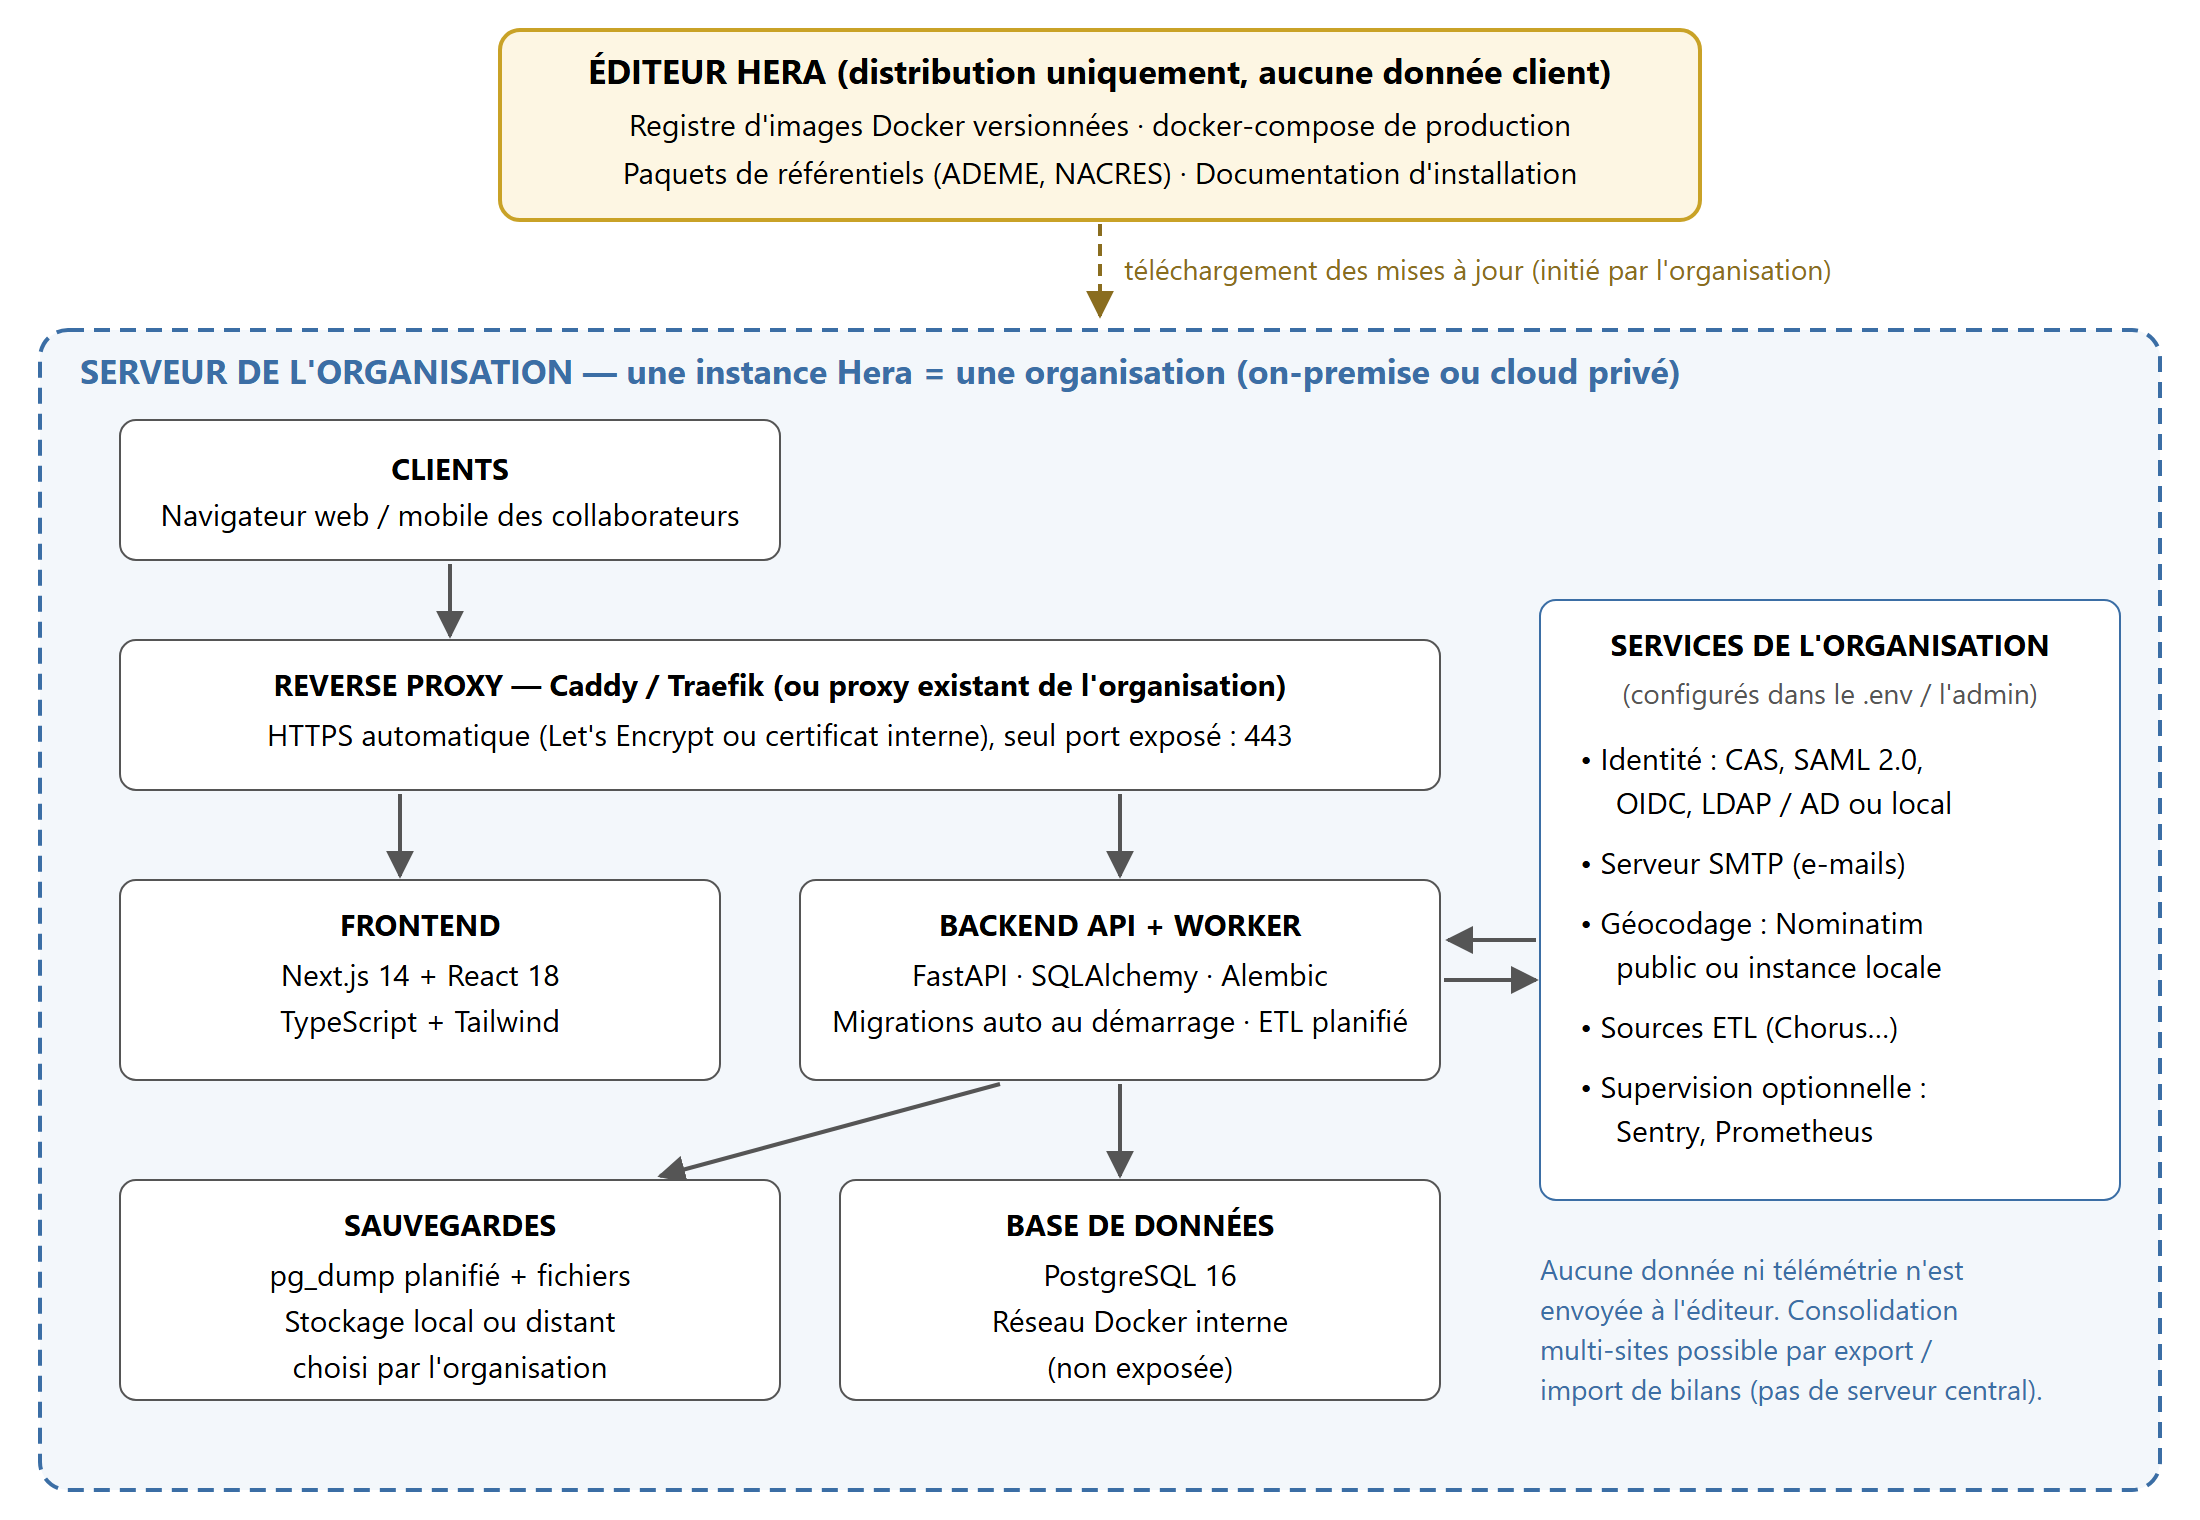 ÉDITEUR HERA (distribution uniquement, aucune donnée client)
Registre d'images Docker versionnées · docker-compose de production
Paquets de référentiels (ADEME, NACRES) · Documentation d'installation
téléchargement des mises à jour (initié par l'organisation)
SERVEUR DE L'ORGANISATION — une instance Hera = une organisation (on-premise ou cloud privé)
CLIENTS
Navigateur web / mobile des collaborateurs
REVERSE PROXY — Caddy / Traefik (ou proxy existant de l'organisation)
HTTPS automatique (Let's Encrypt ou certificat interne), seul port exposé : 443
FRONTEND
Next.js 14 + React 18
TypeScript + Tailwind
BACKEND API + WORKER
FastAPI · SQLAlchemy · Alembic
Migrations auto au démarrage · ETL planifié
SAUVEGARDES
pg_dump planifié + fichiers
Stockage local ou distant
choisi par l'organisation
BASE DE DONNÉES
PostgreSQL 16
Réseau Docker interne
(non exposée)
SERVICES DE L'ORGANISATION
(configurés dans le .env / l'admin)
• Identité : CAS, SAML 2.0,
OIDC, LDAP / AD ou local
• Serveur SMTP (e-mails)
• Géocodage : Nominatim
public ou instance locale
• Sources ETL (Chorus...)
• Supervision optionnelle :
Sentry, Prometheus
Aucune donnée ni télémétrie n'est
envoyée à l'éditeur. Consolidation
multi-sites possible par export /
import de bilans (pas de serveur central).